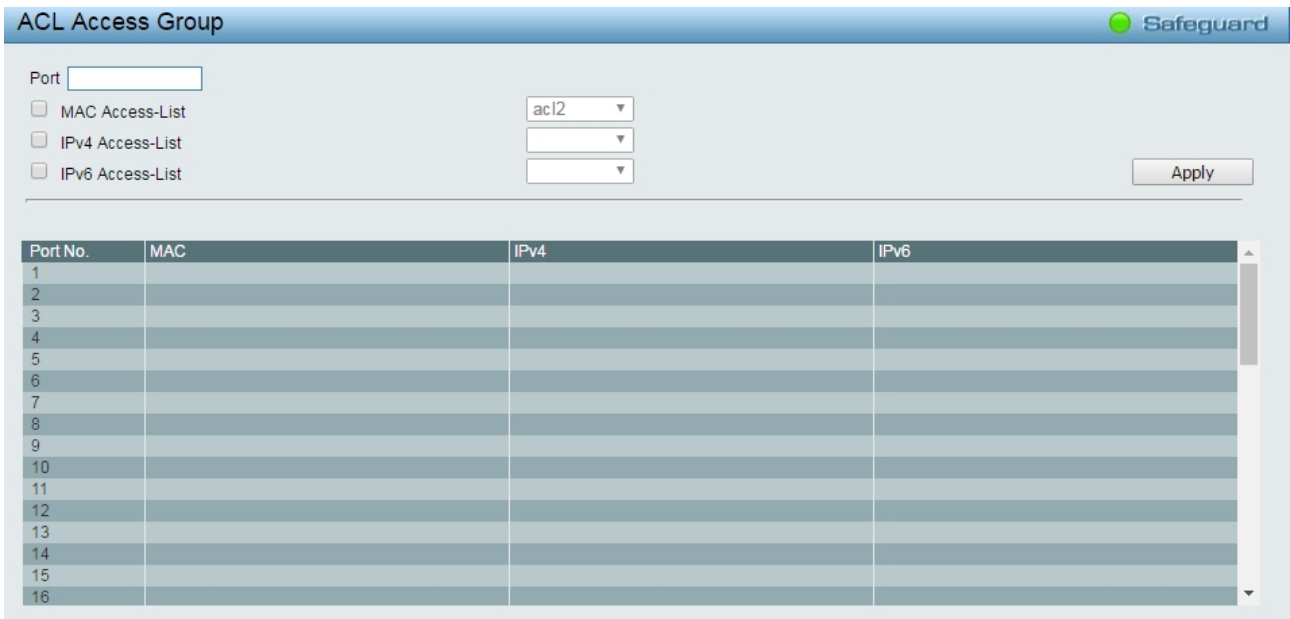 ACL Access Group Safeguard
Port
MAC Access-List acl2
IPv4 Access-List
IPv6 Access-List Apply
Port No. MAC IPv4 IPv6
1
2
3
4
5
6
7
8
9
10
11
12
13
14
15
16